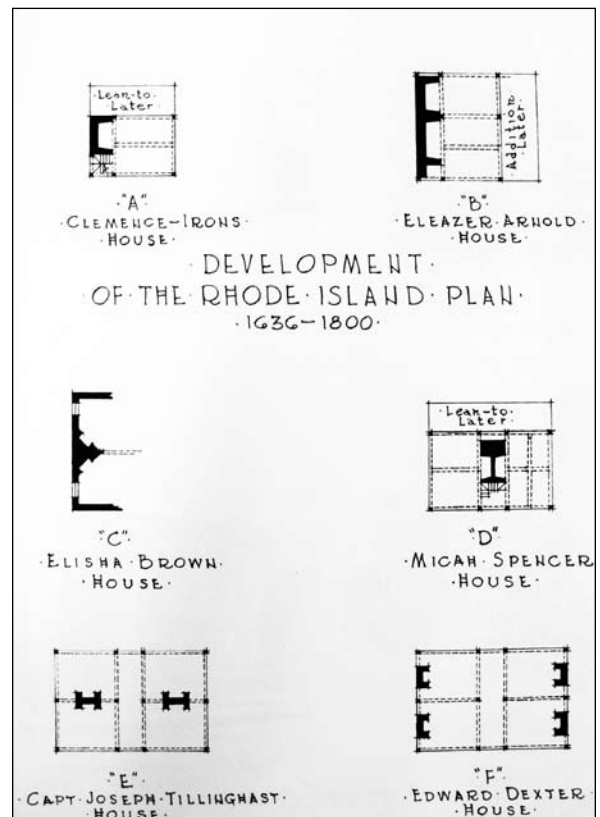 Lean-to
Later
Addition
Later
"A"
·CLEMENCE-IRONS
·HOUSE·
"B"
·ELEAZER·ARNOLD
·HOUSE·
·DEVELOPMENT·
·OF·THE·RHODE·ISLAND·PLAN·
·1636-1800·
Lean-to
Later
"C"
·ELISHA·BROWN·
·HOUSE·
"D"
·MICAH·SPENCER
·HOUSE·
"E"
·CAPT·JOSEPH·TILLINGHAST·
·HOUSE·
"F"
·EDWARD·DEXTER
·HOUSE·